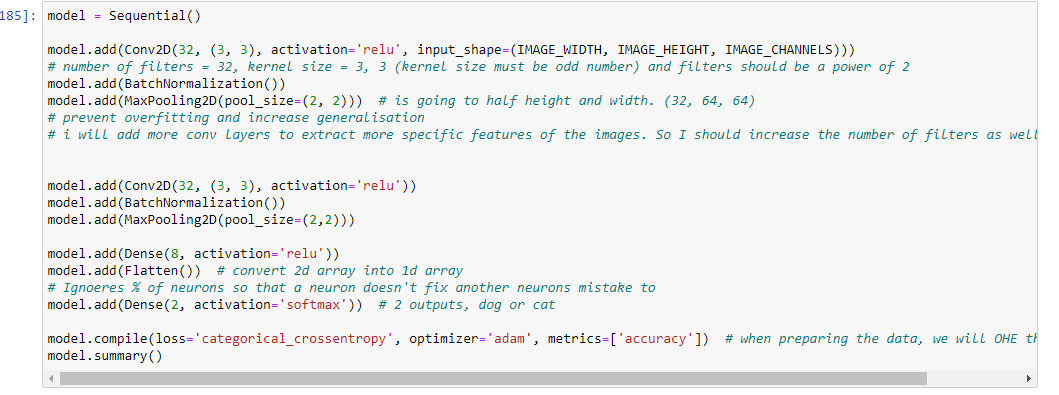 185]: model = Sequential()
model.add(Conv2D(32, (3, 3), activation='relu', input_shape=(IMAGE_WIDTH, IMAGE_HEIGHT, IMAGE_CHANNELS)))
# number of filters = 32, kernel size = 3, 3 (kernel size must be odd number) and filters should be a power of 2
model.add(BatchNormalization())
model.add(MaxPooling2D(pool_size=(2, 2)))  # is going to half height and width. (32, 64, 64)
# prevent overfitting and increase generalisation
# i will add more conv layers to extract more specific features of the images. So I should increase the number of filters as well
model.add(Conv2D(32, (3, 3), activation='relu'))
model.add(BatchNormalization())
model.add(MaxPooling2D(pool_size=(2,2)))
model.add(Dense(8, activation='relu'))
model.add(Flatten())  # convert 2d array into 1d array
# Ignoeres % of neurons so that a neuron doesn't fix another neurons mistake to
model.add(Dense(2, activation='softmax'))  # 2 outputs, dog or cat
model.compile(loss='categorical_crossentropy', optimizer='adam', metrics=['accuracy'])  # when preparing the data, we will OHE th
model.summary()